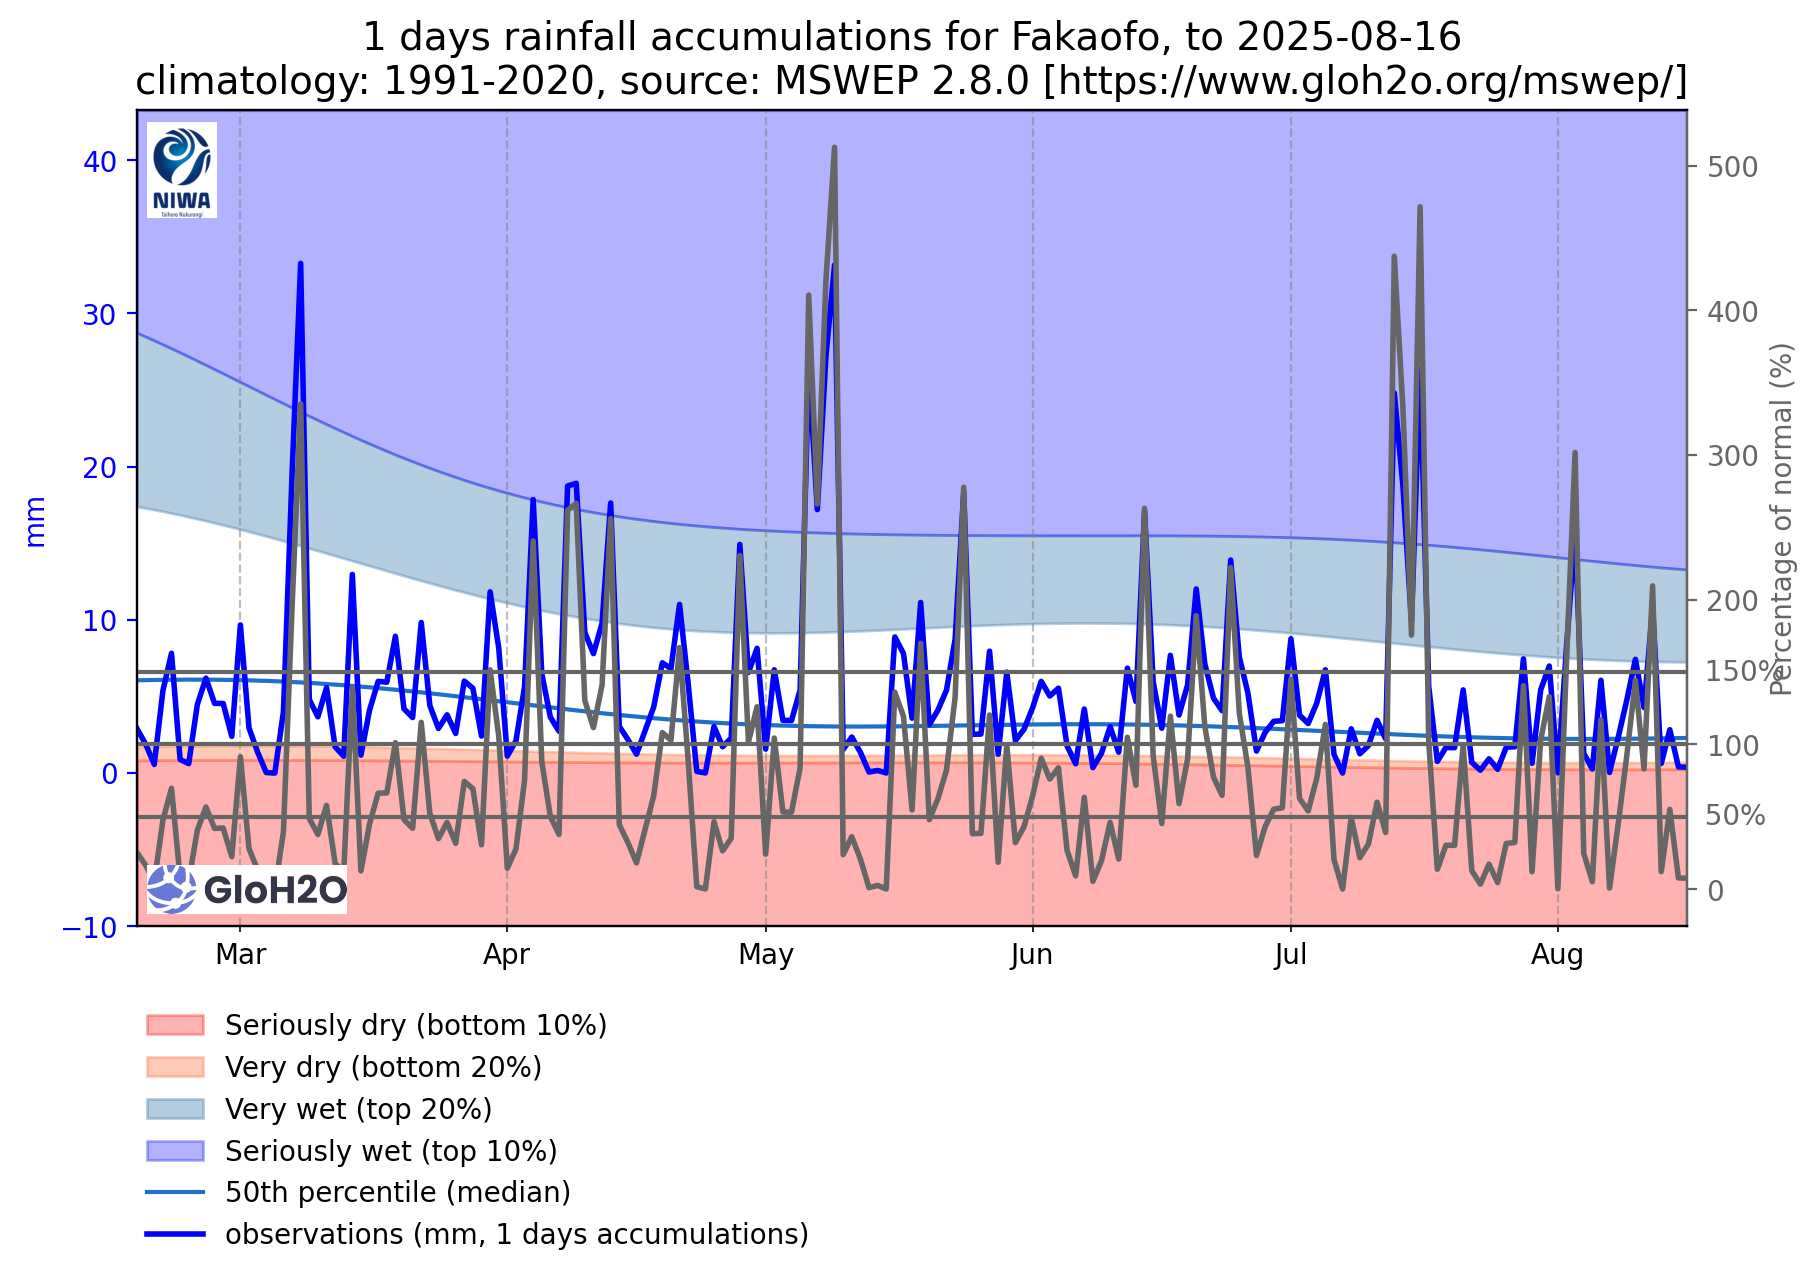 1 days rainfall accumulations for Fakaofo, to 2025-08-16
climatology: 1991-2020, source: MSWEP 2.8.0 [https://www.gloh2o.org/mswep/]
NIWA
Taihoro Nukurangi
40
30
20
10
0
−10
mm
500
400
300
200
150%
100
50%
0
Percentage of normal (%)
GloH2O
Mar
Apr
May
Jun
Jul
Aug
Seriously dry (bottom 10%)
Very dry (bottom 20%)
Very wet (top 20%)
Seriously wet (top 10%)
50th percentile (median)
observations (mm, 1 days accumulations)